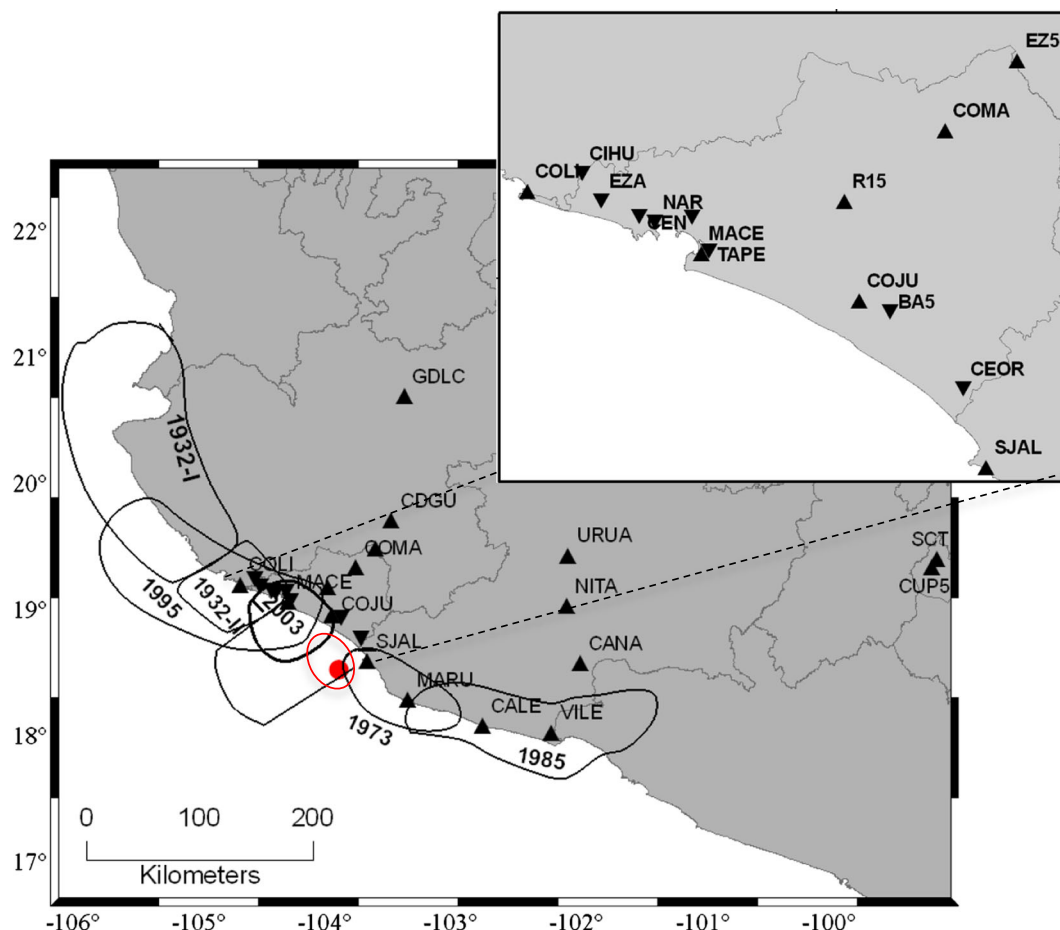 EZ5
COMA
CIHU
COLI
EZA
R15
NAR
CEN
MACE
TAPE
COJU
BA5
CEOR
SJAL
22°
21°
20°
19°
18°
17°
GDLC
1932-I
CDGU
COMA
URUA
SCT
COLI
MACE
NITA
CUP5
1995
1932-II
2003
COJU
SJAL
CANA
MARU
CALE
VILE
1973
1985
0 100 200
Kilometers
-106° -105° -104° -103° -102° -101° -100°